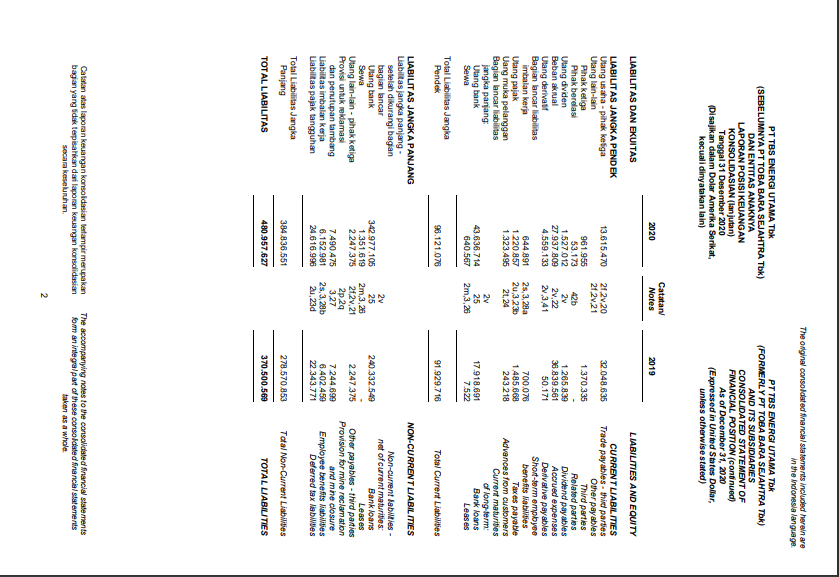 The original consolidated financial statements included herein are
in the Indonesia language.
PT TBS ENERGI UTAMA Tbk
(SEBELUMNYA PT TOBA BARA SEJAHTRA Tbk)
DAN ENTITAS ANAKNYA
LAPORAN POSISI KEUANGAN
KONSOLIDASIAN (lanjutan)
Tanggal 31 Desember 2020
(Disajikan dalam Dolar Amerika Serikat,
kecuali dinyatakan lain)
PT TBS ENERGI UTAMA Tbk
(FORMERLY PT TOBA BARA SEJAHTRA Tbk)
AND ITS SUBSIDIARIES
CONSOLIDATED STATEMENT OF
FINANCIAL POSITION (continued)
As of December 31, 2020
(Expressed in United States Dollar,
unless otherwise stated)
2020 Catatan/ Notes 2019
LIABILITAS DAN EKUITAS LIABILITIES AND EQUITY
LIABILITAS JANGKA PENDEK CURRENT LIABILITIES
Utang usaha - pihak ketiga 13.615.470 2f,2v,20 32.048.635 Trade payables - third parties
Utang lain-lain 2f,2v,21 Other payables
Pihak ketiga 961.955 1.370.335 Third parties
Pihak berelasi 53.173 42b - Related parties
Utang dividen 1.527.012 2v 1.265.839 Dividend payables
Beban akrual 27.937.809 2v,22 36.839.561 Accrued expenses
Utang derivatif 4.559.133 2v,3,41 50.171 Derivative payables
Bagian lancar liabilitas Short-term employee
imbalan kerja 644.891 2s,3,28a 700.076 benefits liabilities
Utang pajak 1.220.857 2u,3,23b 1.485.668 Taxes payable
Uang muka pelanggan 1.323.495 2t,24 243.218 Advances from customers
Bagian lancar liabilitas Current maturities
jangka panjang: 2v of long-term:
Utang bank 43.636.714 25 17.918.691 Bank loans
Sewa 640.567 2m,3,26 7.522 Leases
Total Liabilitas Jangka
Pendek 96.121.076 91.929.716 Total Current Liabilities
LIABILITAS JANGKA PANJANG NON-CURRENT LIABILITIES
Liabilitas jangka panjang -
setelah dikurangi bagian Non-current liabilities -
bagian lancar 2v net of current maturities:
Utang bank 342.977.105 25 240.332.549 Bank loans
Sewa 1.351.619 2m,3,26 - Leases
Utang lain-lain - pihak ketiga 2.247.375 2f,2v,21 2.247.375 Other payables - third parties
Provisi untuk reklamasi 2p,2q Provision for mine reclamation
dan penutupan tambang 7.490.475 3,27 7.244.699 and mine closure
Liabilitas imbalan kerja 6.152.981 2s,3,28b 6.402.459 Employee benefits liabilities
Liabilitas pajak tangguhan 24.616.996 2u,23d 22.343.771 Deferred tax liabilities
Total Liabilitas Jangka
Panjang 384.836.551 278.570.853 Total Non-Current Liabilities
TOTAL LIABILITAS 480.957.627 370.500.569 TOTAL LIABILITIES
Catatan atas laporan keuangan konsolidasian terlampir merupakan
bagian yang tidak terpisahkan dari laporan keuangan konsolidasian
secara keseluruhan.
The accompanying notes to the consolidated financial statements
form an integral part of these consolidated financial statements
taken as a whole.
2